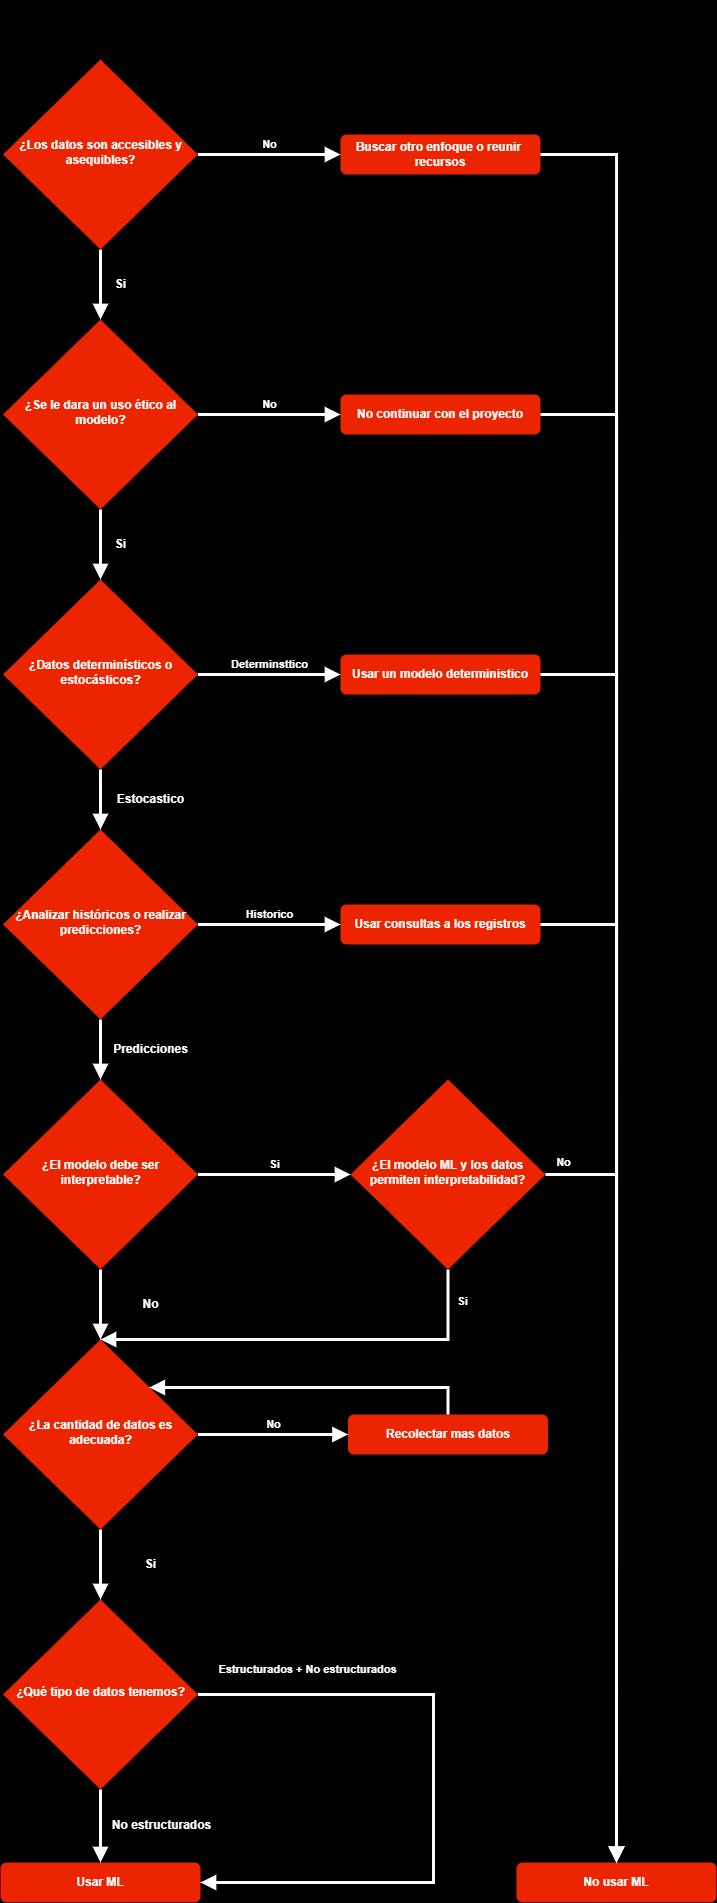 ¿Los datos son accesibles y
asequibles?
No
Buscar otro enfoque o reunir
recursos
Si
¿Se le dara un uso ético al
modelo?
No
No continuar con el proyecto
Si
¿Datos determinísticos o
estocásticos?
Determinsttico
Usar un modelo deterministico
Estocastico
¿Analizar históricos o realizar
predicciones?
Historico
Usar consultas a los registros
Predicciones
¿El modelo debe ser
interpretable?
Si
¿El modelo ML y los datos
permiten interpretabilidad?
No
No
Si
¿La cantidad de datos es
adecuada?
No
Recolectar mas datos
Si
¿Qué tipo de datos tenemos?
Estructurados + No estructurados
No estructurados
Usar ML
No usar ML